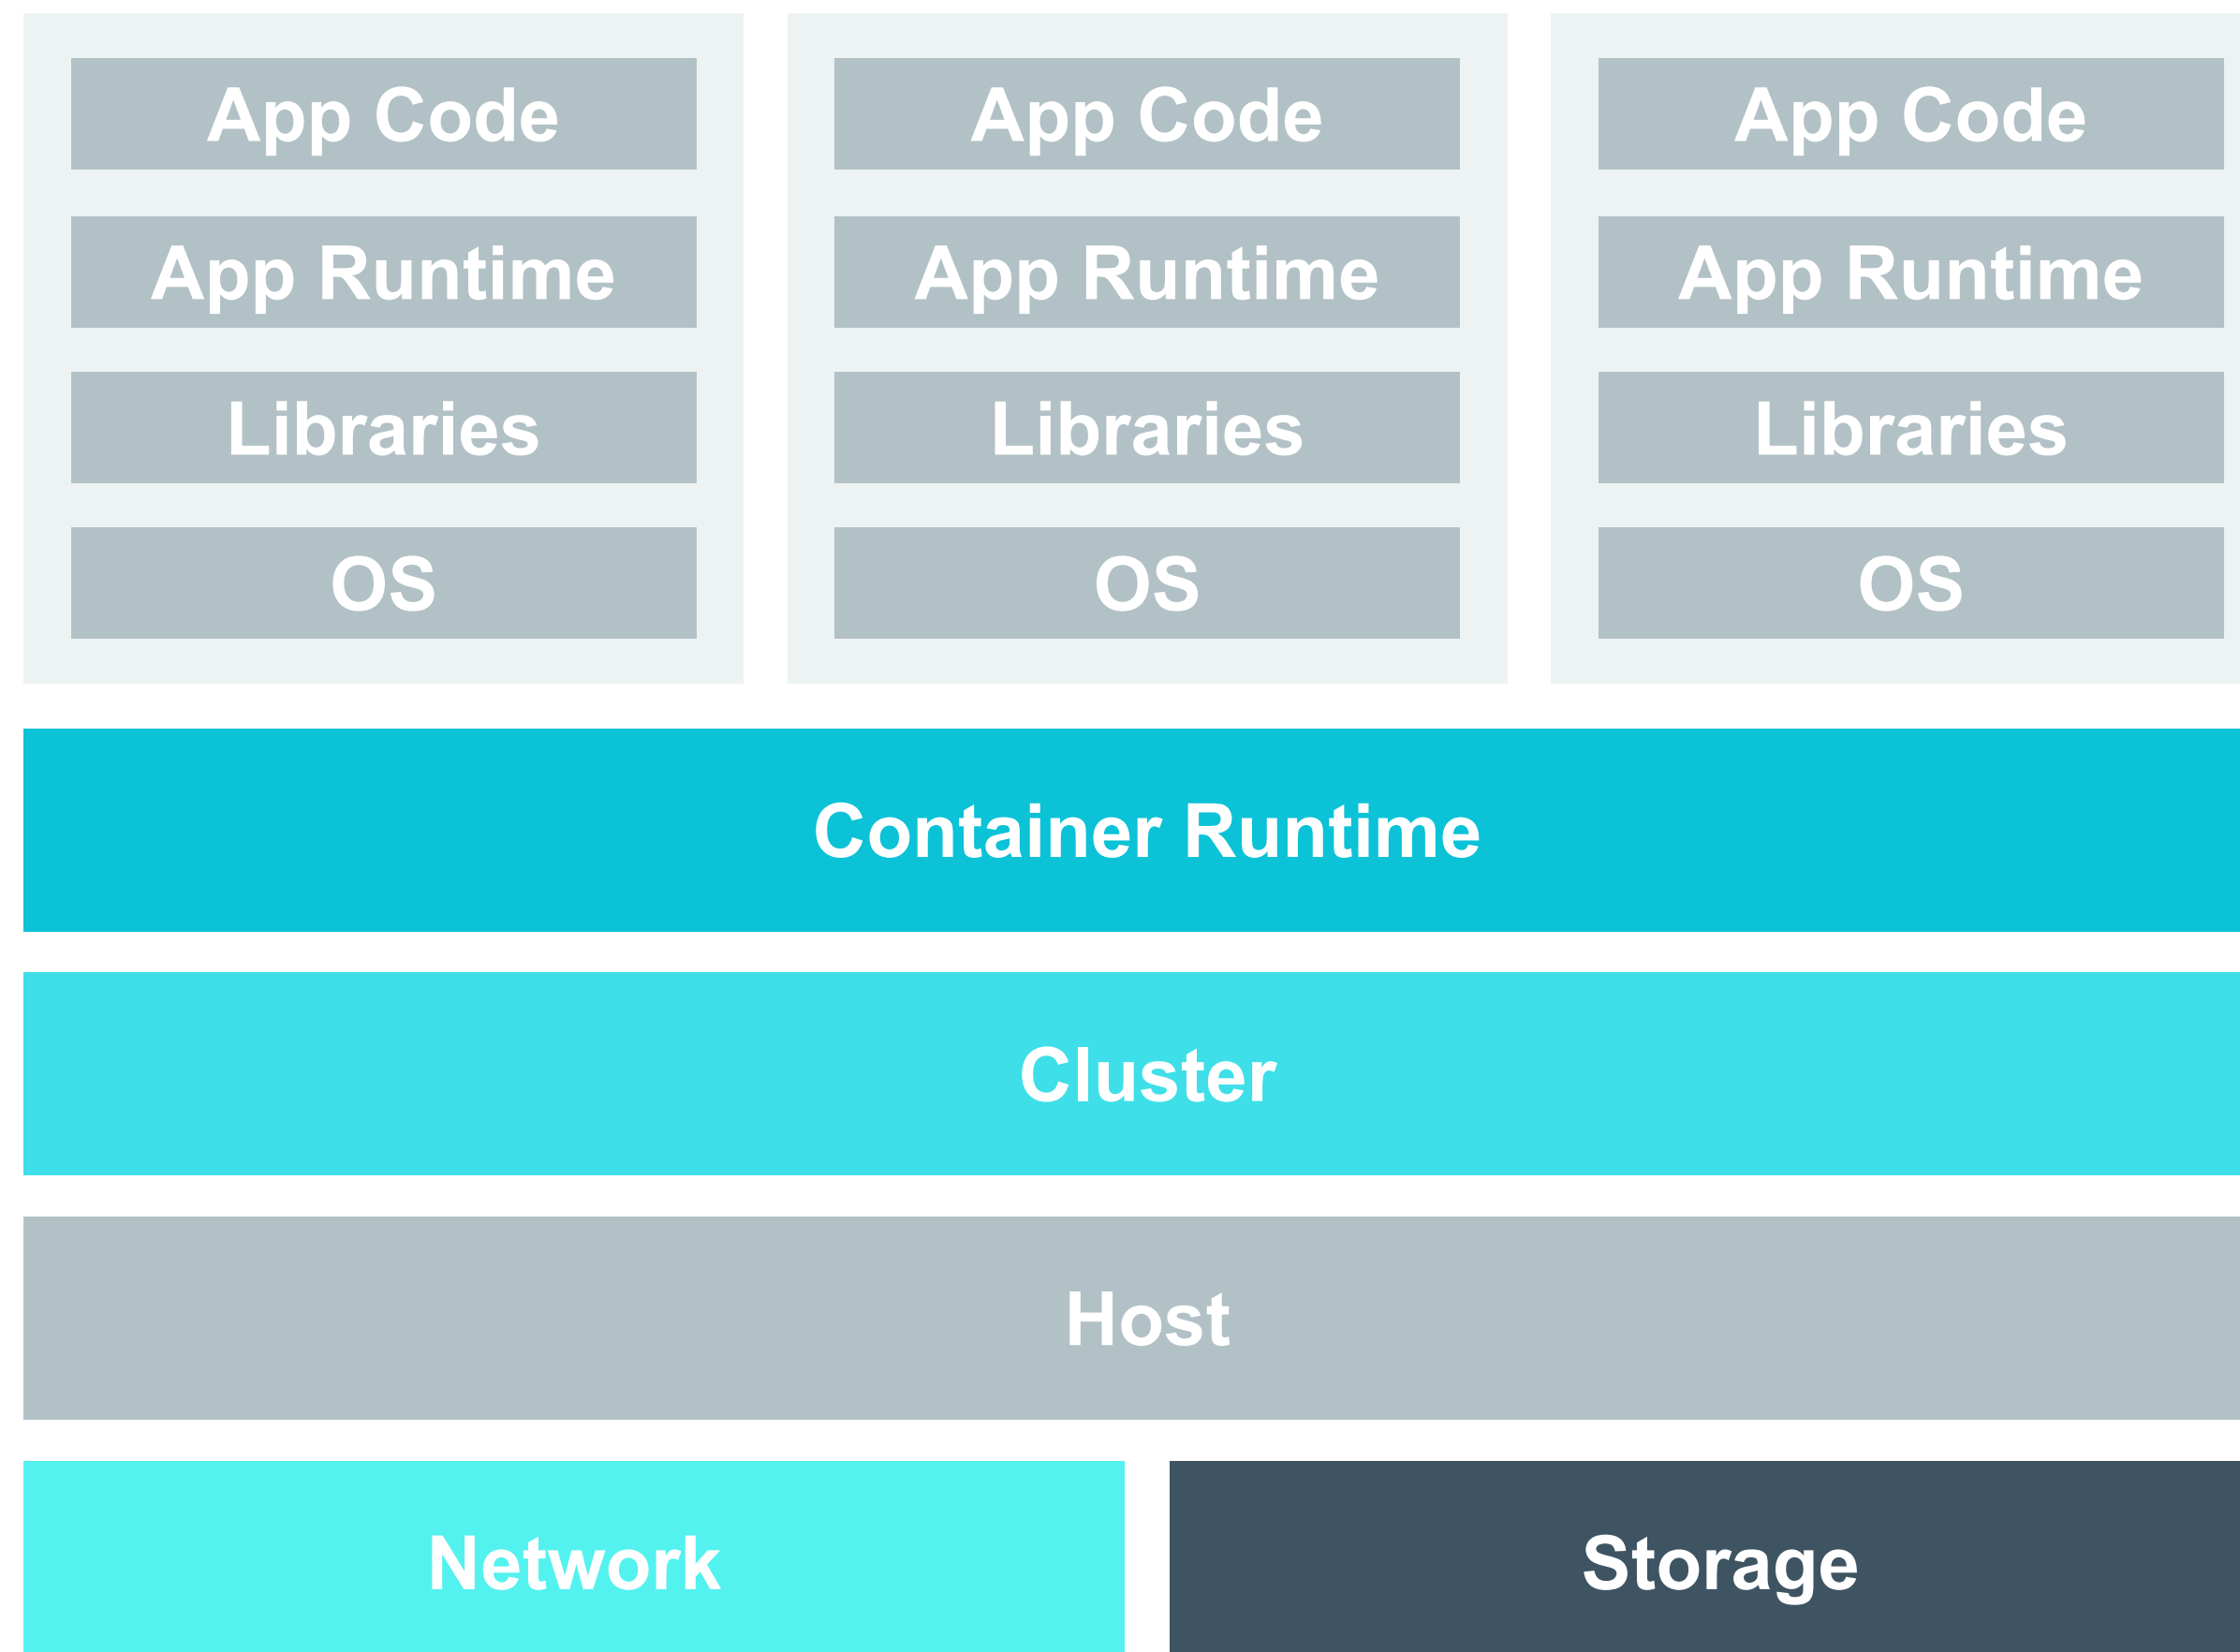 App Code
App Code
App Code
App Runtime
App Runtime
App Runtime
Libraries
Libraries
Libraries
OS
OS
OS
Container Runtime
Cluster
Host
Network
Storage